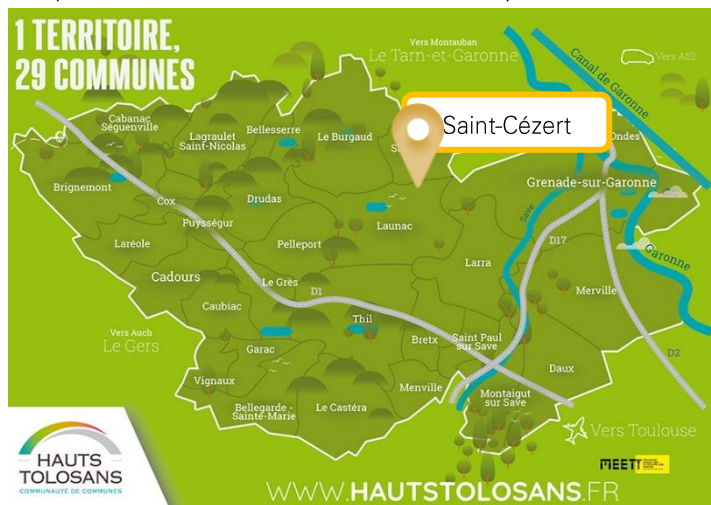 1 TERRITOIRE,
29 COMMUNES
Vers Montauban
Le Tarn-et-Garonne
Canal de Garonne
Vers A62
Saint-Cézert
Ondes
Cabanac
Séguenville
Lagraulet
Saint-Nicolas
Bellesserre
Le Burgaud
Grenade-sur-Garonne
Brignemont
Cox
Drudas
Puysségur
Launac
Save
Pelleport
D17
Laréole
Larra
Garonne
Cadours
Le Grès
D1
Merville
Caubiac
Thil
Vers Auch
Le Gers
Bretx
Saint Paul
sur Save
D2
Garac
Daux
Vignaux
Menville
Montaigut
sur Save
Bellegarde -
Sainte-Marie
Le Castéra
Vers Toulouse
HAUTS
TOLOSANS
COMMUNAUTÉ DE COMMUNES
MEETT
WWW.HAUTSTOLOSANS.FR